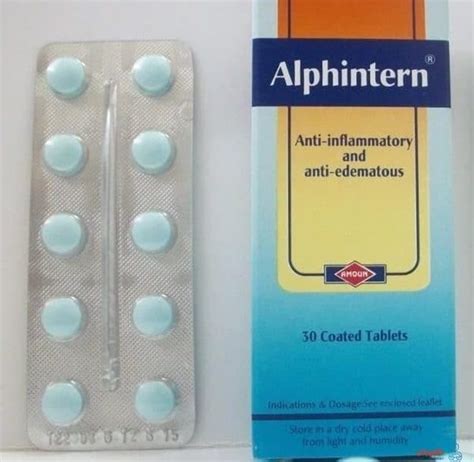 Alphintern®
Anti-inflammatory
and
anti-edematous
AMOUN
30 Coated Tablets
Indications & Dosage:See enclosed leaflet
Store in a dry cold place away
from light and humidity